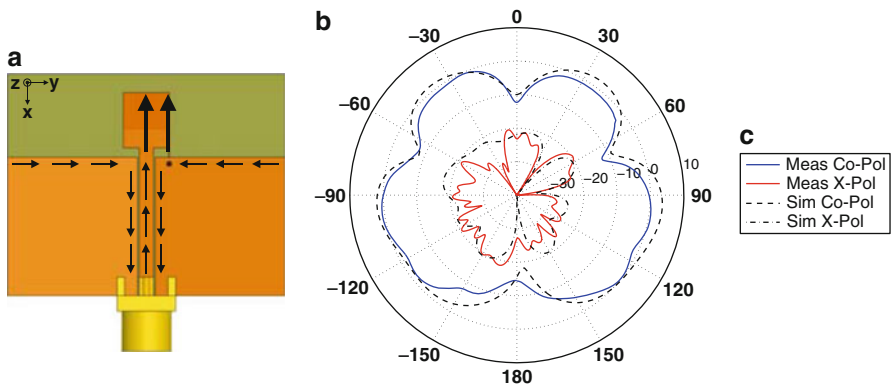 a
z
y
x
b
0
30
60
90
120
150
180
−150
−120
−90
−60
−30
10
0
−10
−20
−30
c
Meas Co-Pol
Meas X-Pol
Sim Co-Pol
Sim X-Pol